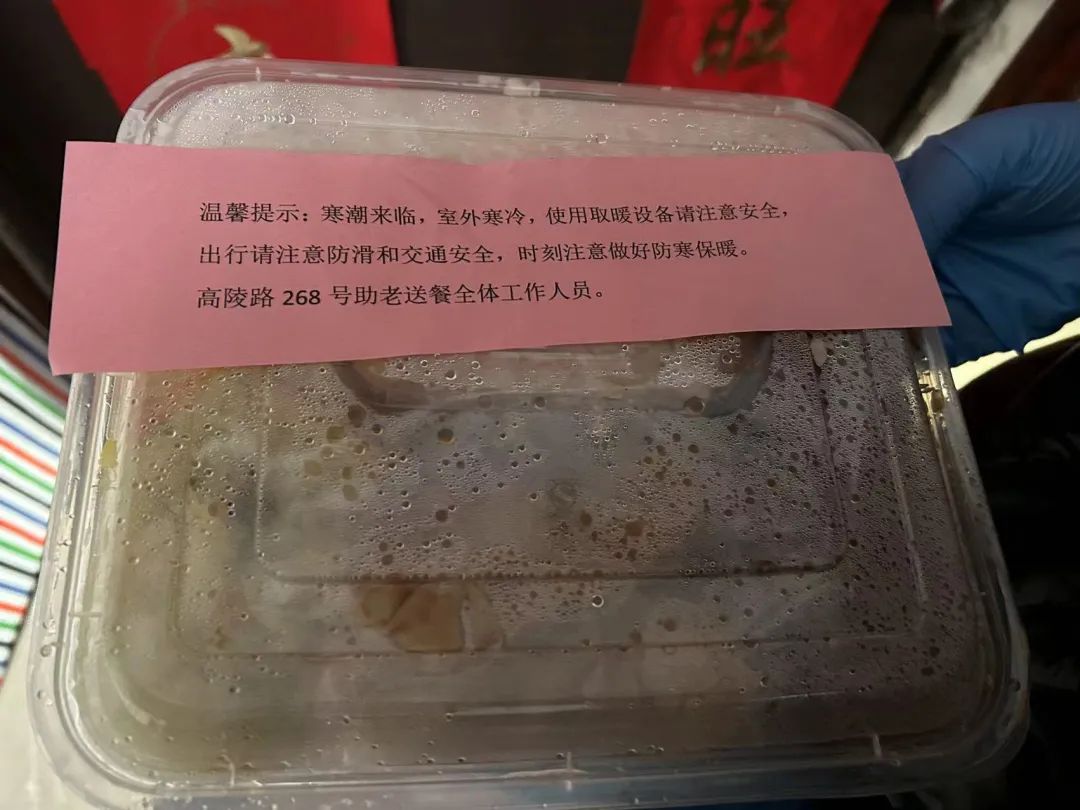 旺
温馨提示：寒潮来临，室外寒冷，使用取暖设备请注意安全，
出行请注意防滑和交通安全，时刻注意做好防寒保暖。
高陵路 268 号助老送餐全体工作人员。